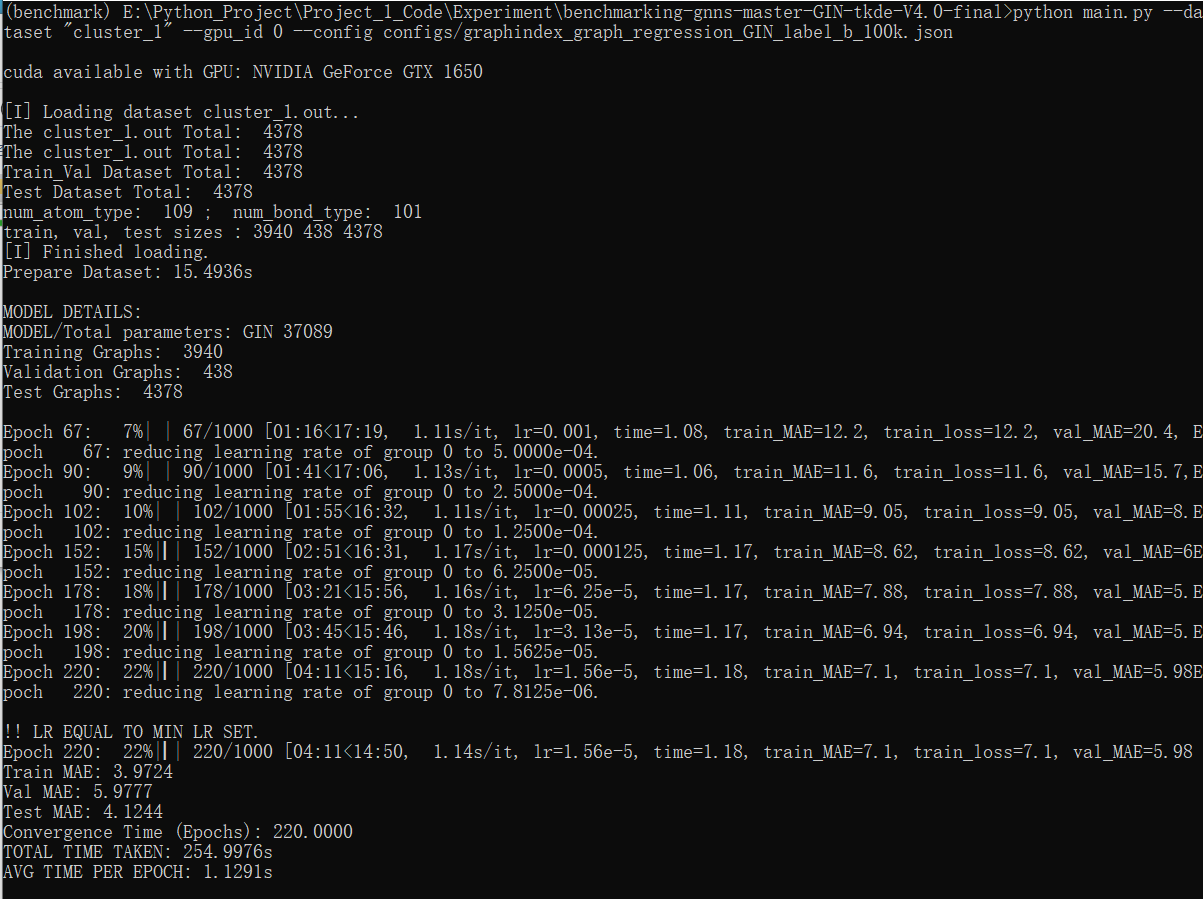 (benchmark) E:\Python_Project\Project_1_Code\Experiment\benchmarking-gnns-master-GIN-tkde-V4.0-final>python main.py --da
taset "cluster_1" --gpu_id 0 --config configs/graphindex_graph_regression_GIN_label_b_100k.json
cuda available with GPU: NVIDIA GeForce GTX 1650
[I] Loading dataset cluster_1.out...
The cluster_1.out Total:  4378
The cluster_1.out Total:  4378
Train_Val Dataset Total:  4378
Test Dataset Total:  4378
num_atom_type:  109 ;  num_bond_type:  101
train, val, test sizes : 3940 438 4378
[I] Finished loading.
Prepare Dataset: 15.4936s
MODEL DETAILS:
MODEL/Total parameters: GIN 37089
Training Graphs:  3940
Validation Graphs:  438
Test Graphs:  4378
Epoch 67:   7%| | 67/1000 [01:16<17:19,  1.11s/it, lr=0.001, time=1.08, train_MAE=12.2, train_loss=12.2, val_MAE=20.4, E
poch    67: reducing learning rate of group 0 to 5.0000e-04.
Epoch 90:   9%| | 90/1000 [01:41<17:06,  1.13s/it, lr=0.0005, time=1.06, train_MAE=11.6, train_loss=11.6, val_MAE=15.7,E
poch    90: reducing learning rate of group 0 to 2.5000e-04.
Epoch 102:  10%| | 102/1000 [01:55<16:32,  1.11s/it, lr=0.00025, time=1.11, train_MAE=9.05, train_loss=9.05, val_MAE=8.E
poch   102: reducing learning rate of group 0 to 1.2500e-04.
Epoch 152:  15%|▏| 152/1000 [02:51<16:31,  1.17s/it, lr=0.000125, time=1.17, train_MAE=8.62, train_loss=8.62, val_MAE=6E
poch   152: reducing learning rate of group 0 to 6.2500e-05.
Epoch 178:  18%|▏| 178/1000 [03:21<15:56,  1.16s/it, lr=6.25e-5, time=1.17, train_MAE=7.88, train_loss=7.88, val_MAE=5.E
poch   178: reducing learning rate of group 0 to 3.1250e-05.
Epoch 198:  20%|▏| 198/1000 [03:45<15:46,  1.18s/it, lr=3.13e-5, time=1.17, train_MAE=6.94, train_loss=6.94, val_MAE=5.E
poch   198: reducing learning rate of group 0 to 1.5625e-05.
Epoch 220:  22%|▏| 220/1000 [04:11<15:16,  1.18s/it, lr=1.56e-5, time=1.18, train_MAE=7.1, train_loss=7.1, val_MAE=5.98E
poch   220: reducing learning rate of group 0 to 7.8125e-06.
!! LR EQUAL TO MIN LR SET.
Epoch 220:  22%|▏| 220/1000 [04:11<14:50,  1.14s/it, lr=1.56e-5, time=1.18, train_MAE=7.1, train_loss=7.1, val_MAE=5.98
Train MAE: 3.9724
Val MAE: 5.9777
Test MAE: 4.1244
Convergence Time (Epochs): 220.0000
TOTAL TIME TAKEN: 254.9976s
AVG TIME PER EPOCH: 1.1291s